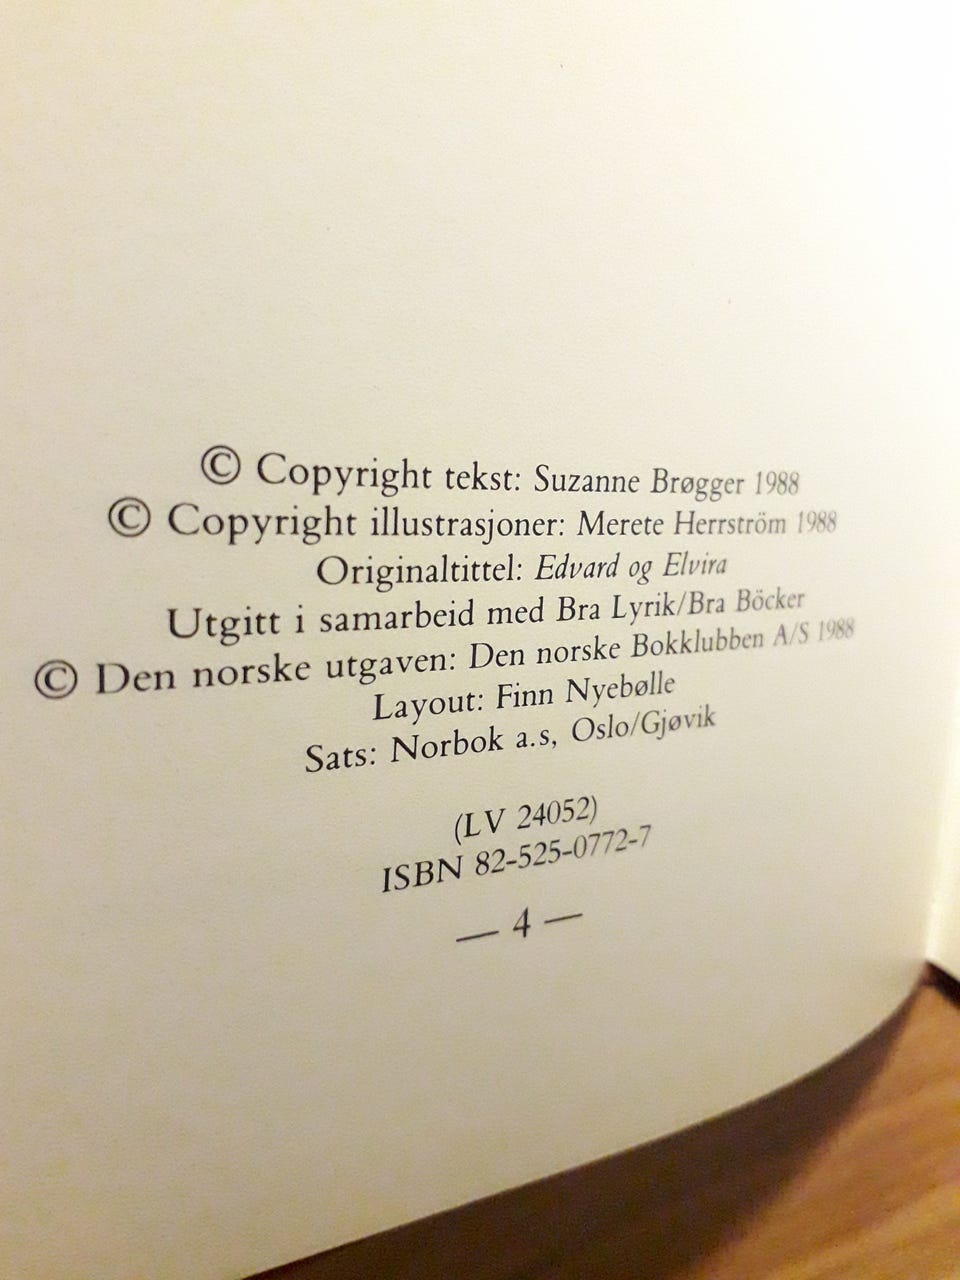 © Copyright tekst: Suzanne Brøgger 1988
© Copyright illustrasjoner: Merete Herrström 1988
Originaltittel: Edvard og Elvira
Utgitt i samarbeid med Bra Lyrik/Bra Böcker
© Den norske utgaven: Den norske Bokklubben A/S 1988
Layout: Finn Nyebølle
Sats: Norbok a.s, Oslo/Gjøvik
(LV 24052)
ISBN 82-525-0772-7
— 4 —